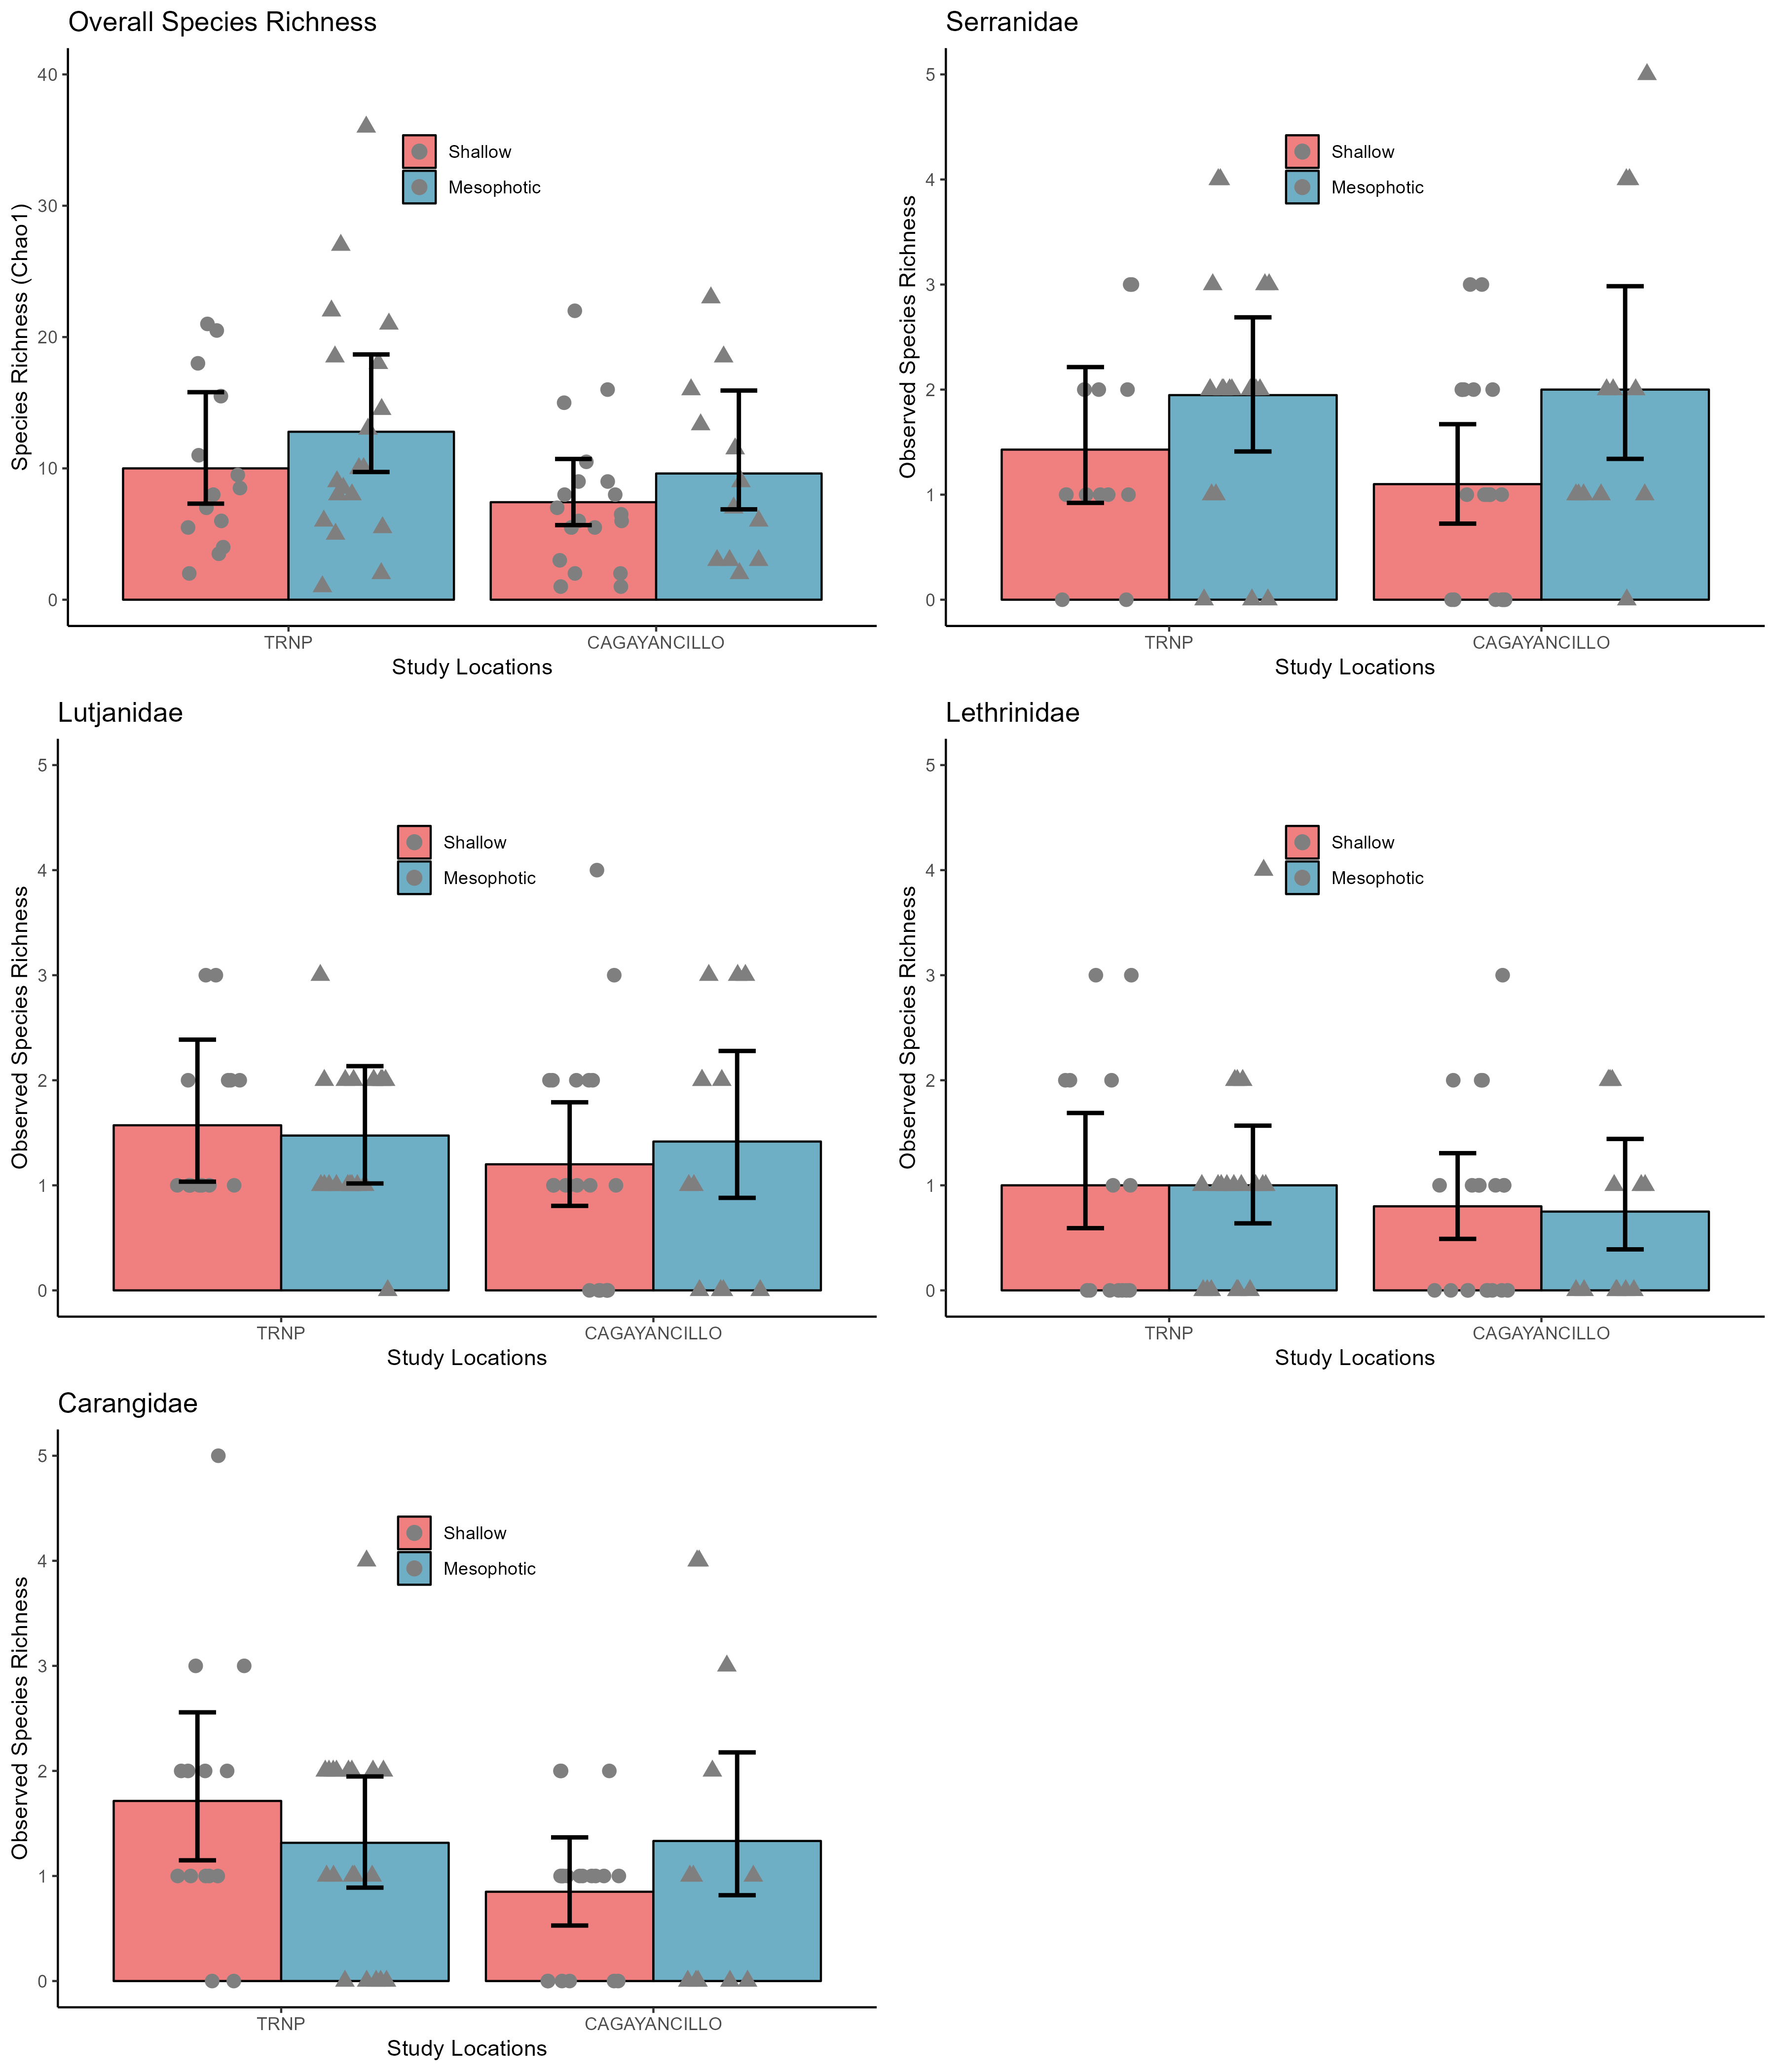 Overall Species Richness
Species Richness (Chao1)
40
30
20
10
0
Shallow
Mesophotic
TRNP
CAGAYANCILLO
Study Locations
Serranidae
Observed Species Richness
5
4
3
2
1
0
Shallow
Mesophotic
TRNP
CAGAYANCILLO
Study Locations
Lutjanidae
Observed Species Richness
5
4
3
2
1
0
Shallow
Mesophotic
TRNP
CAGAYANCILLO
Study Locations
Lethrinidae
Observed Species Richness
5
4
3
2
1
0
Shallow
Mesophotic
TRNP
CAGAYANCILLO
Study Locations
Carangidae
Observed Species Richness
5
4
3
2
1
0
Shallow
Mesophotic
TRNP
CAGAYANCILLO
Study Locations